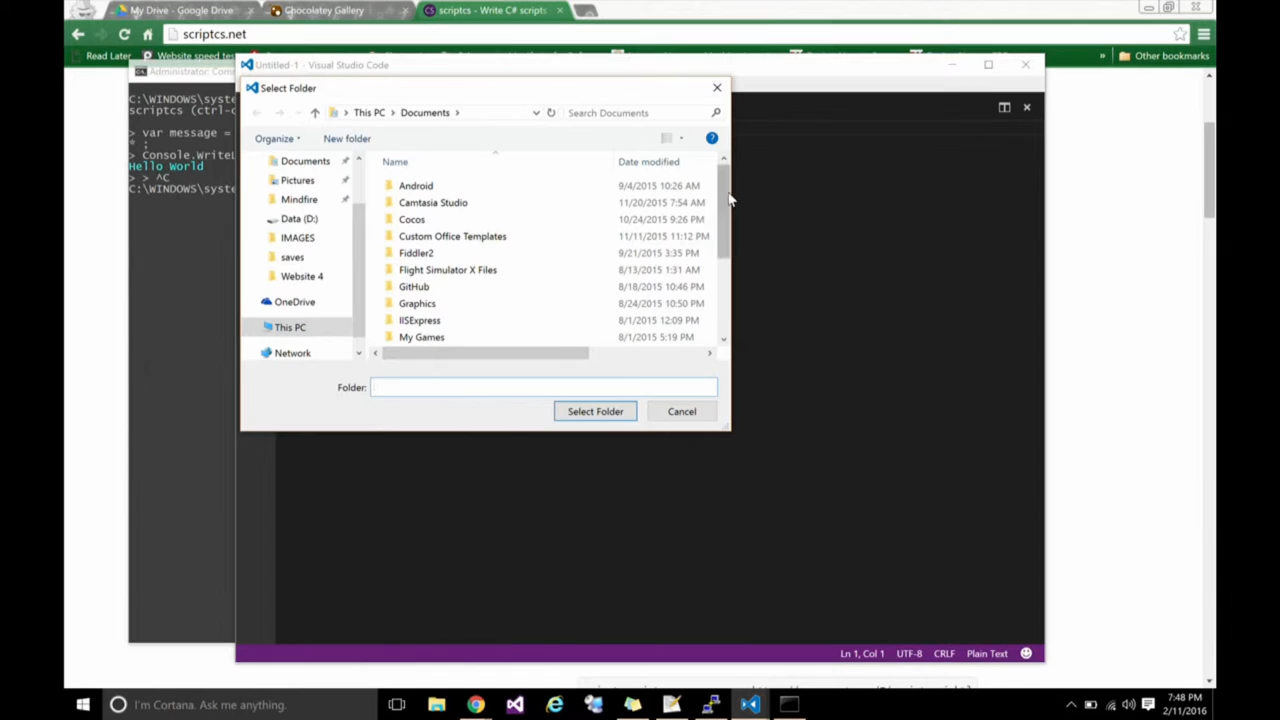 My Drive - Google Drive
Chocolatey Gallery
scriptcs - Write C# scripts
scriptcs.net
Read Later
Website speed test
Other bookmarks
Administrator: Com
Untitled-1 - Visual Studio Code
Select Folder
This PC > Documents >
Search Documents
Organize
New folder
C:\WINDOWS\syste
scriptcs (ctrl-c
> var message =
* ;
> Console.WriteL
Hello World
> > ^C
C:\WINDOWS\syste
Documents
Pictures
Mindfire
Data (D:)
IMAGES
saves
Website 4
OneDrive
This PC
Network
Name Date modified
Android 9/4/2015 10:26 AM
Camtasia Studio 11/20/2015 7:54 AM
Cocos 10/24/2015 9:26 PM
Custom Office Templates 11/11/2015 11:12 PM
Fiddler2 9/21/2015 3:35 PM
Flight Simulator X Files 8/13/2015 1:31 AM
GitHub 8/18/2015 10:46 PM
Graphics 8/24/2015 10:50 PM
IISExpress 8/1/2015 12:09 PM
My Games 8/1/2015 5:19 PM
Folder:
Select Folder
Cancel
Ln 1, Col 1 UTF-8 CRLF Plain Text
I'm Cortana. Ask me anything.
7:48 PM
2/11/2016